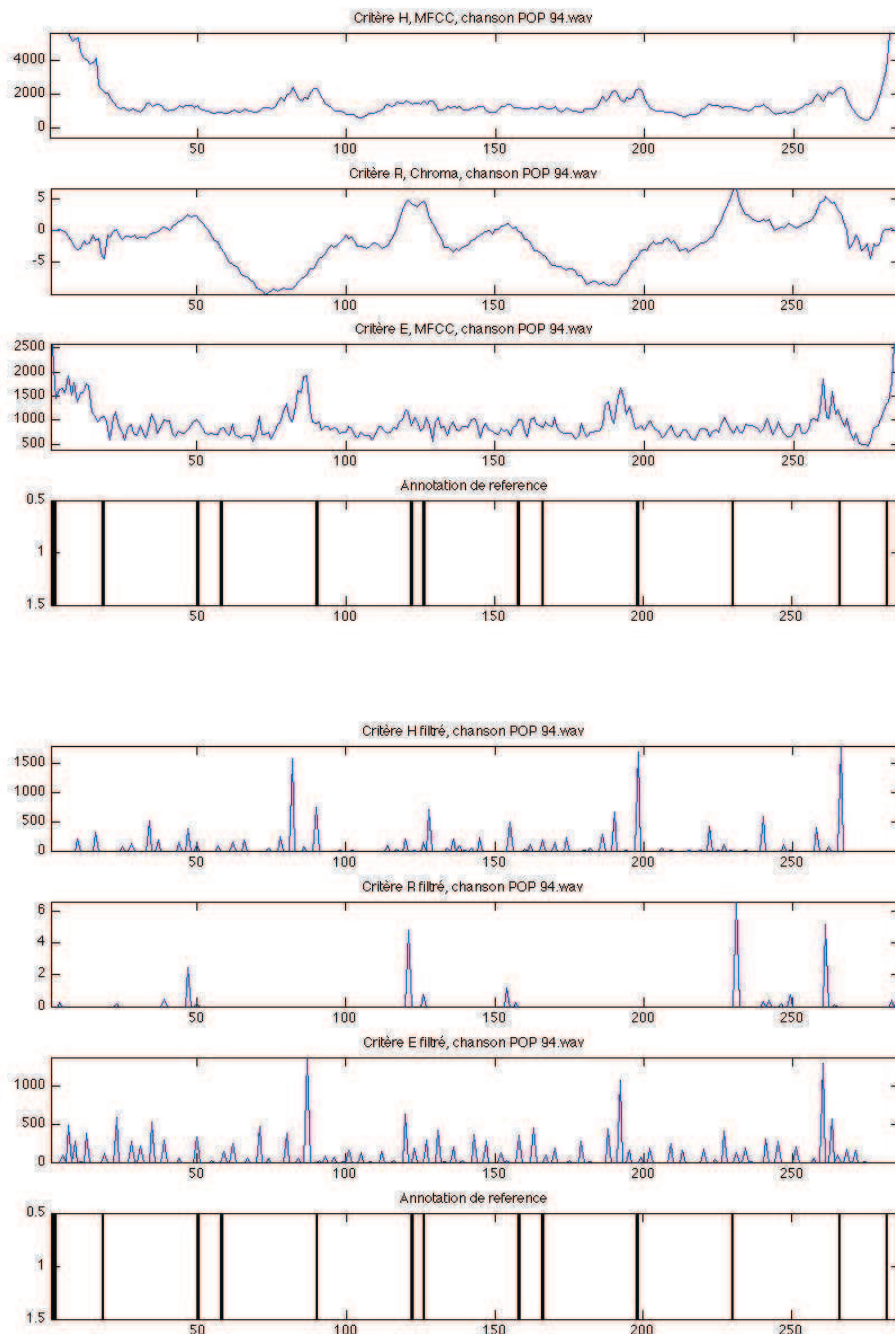 Critère H, MFCC, chanson POP 94.wav
4000
2000
0
50 100 150 200 250
Critère R, Chroma, chanson POP 94.wav
5
0
-5
50 100 150 200 250
Critère E, MFCC, chanson POP 94.wav
2500
2000
1500
1000
500
50 100 150 200 250
Annotation de reference
0.5
1
1.5
50 100 150 200 250
Critère H filtré, chanson POP 94.wav
1500
1000
500
0
50 100 150 200 250
Critère R filtré, chanson POP 94.wav
6
4
2
0
50 100 150 200 250
Critère E filtré, chanson POP 94.wav
1000
500
0
50 100 150 200 250
Annotation de reference
0.5
1
1.5
50 100 150 200 250